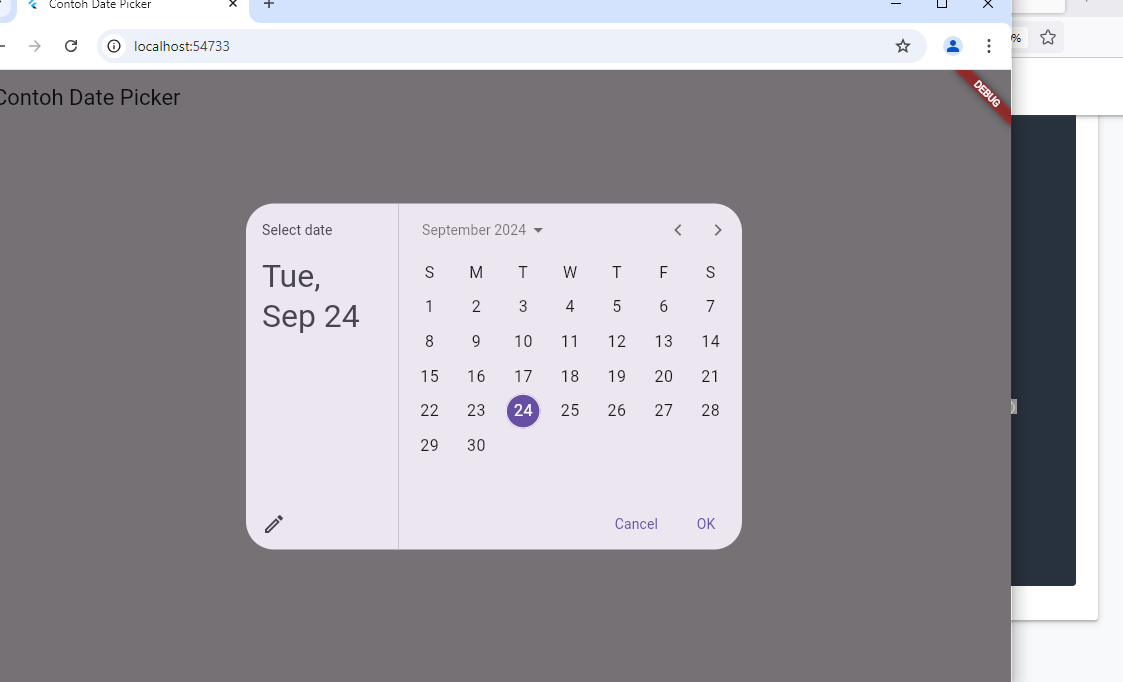 Contoh Date Picker
localhost:54733
%
Contoh Date Picker
DEBUG
Select date
Tue,
Sep 24
September 2024
S M T W T F S
1 2 3 4 5 6 7
8 9 10 11 12 13 14
15 16 17 18 19 20 21
22 23 24 25 26 27 28
29 30
Cancel OK